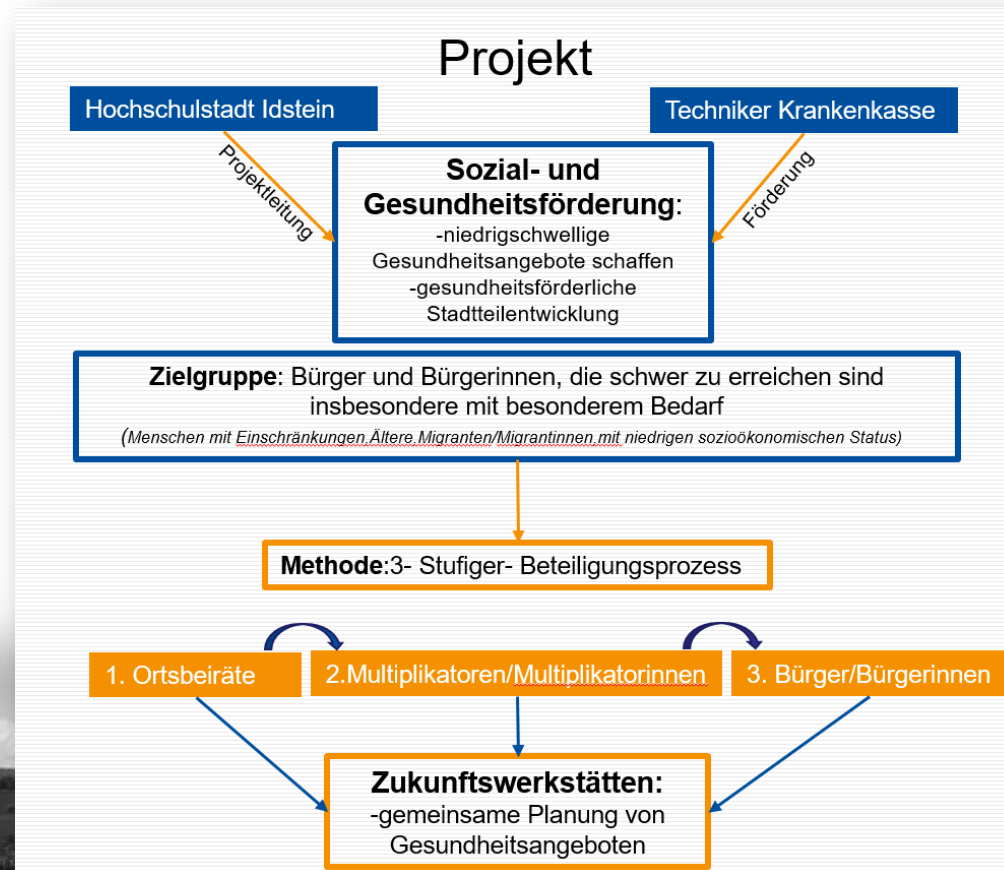 Projekt
Hochschulstadt Idstein
Techniker Krankenkasse
Projektleitung
Förderung
Sozial- und
Gesundheitsförderung:
-niedrigschwellige
Gesundheitsangebote schaffen
-gesundheitsförderliche
Stadtteilentwicklung
Zielgruppe: Bürger und Bürgerinnen, die schwer zu erreichen sind
insbesondere mit besonderem Bedarf
(Menschen mit Einschränkungen,Ältere,Migranten/Migrantinnen,mit niedrigen sozioökonomischen Status)
Methode:3- Stufiger- Beteiligungsprozess
1. Ortsbeiräte
2.Multiplikatoren/Multiplikatorinnen
3. Bürger/Bürgerinnen
Zukunftswerkstätten:
-gemeinsame Planung von
Gesundheitsangeboten